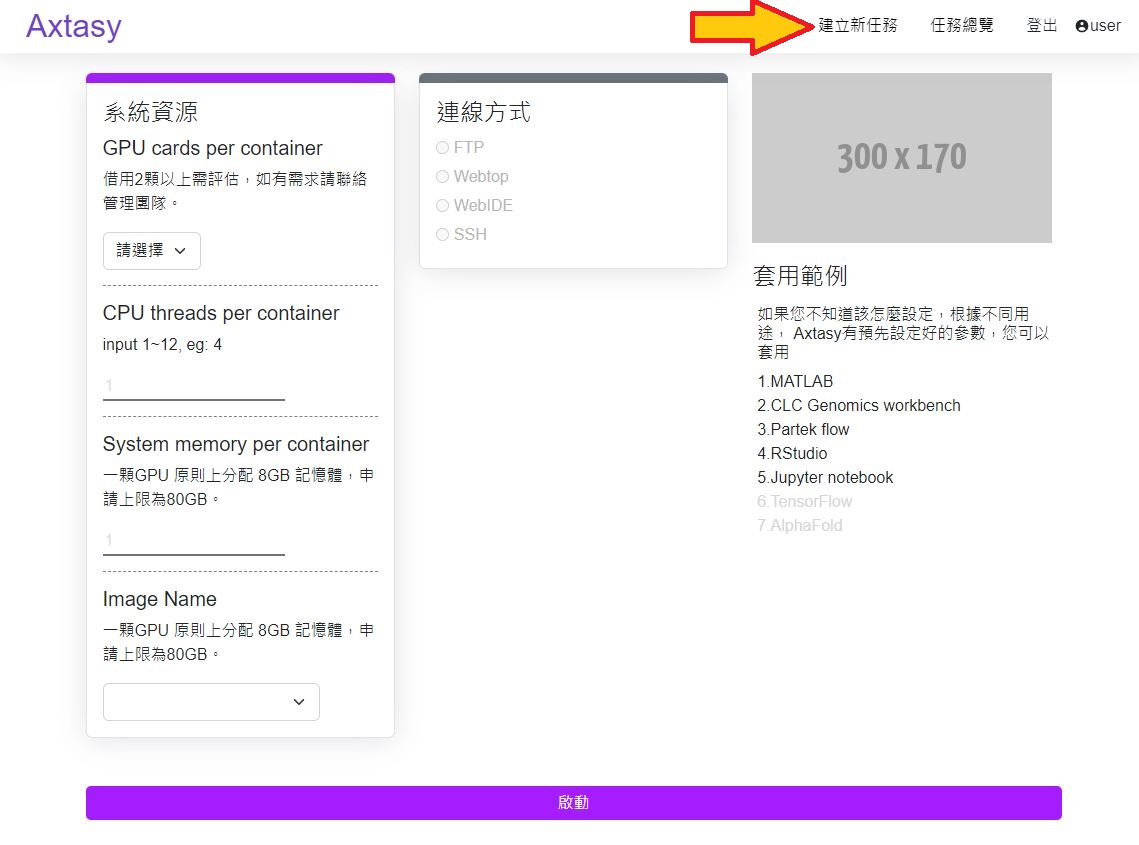 Axtasy
建立新任務 任務總覽 登出 user
系統資源
GPU cards per container
借用2顆以上需評估，如有需求請聯絡
管理團隊。
請選擇
CPU threads per container
input 1~12, eg: 4
1
System memory per container
一顆GPU 原則上分配 8GB 記憶體，申
請上限為80GB。
1
Image Name
一顆GPU 原則上分配 8GB 記憶體，申
請上限為80GB。
連線方式
FTP
Webtop
WebIDE
SSH
300 x 170
套用範例
如果您不知道該怎麼設定，根據不同用
途， Axtasy有預先設定好的參數，您可以
套用
1.MATLAB
2.CLC Genomics workbench
3.Partek flow
4.RStudio
5.Jupyter notebook
6.TensorFlow
7.AlphaFold
啟動